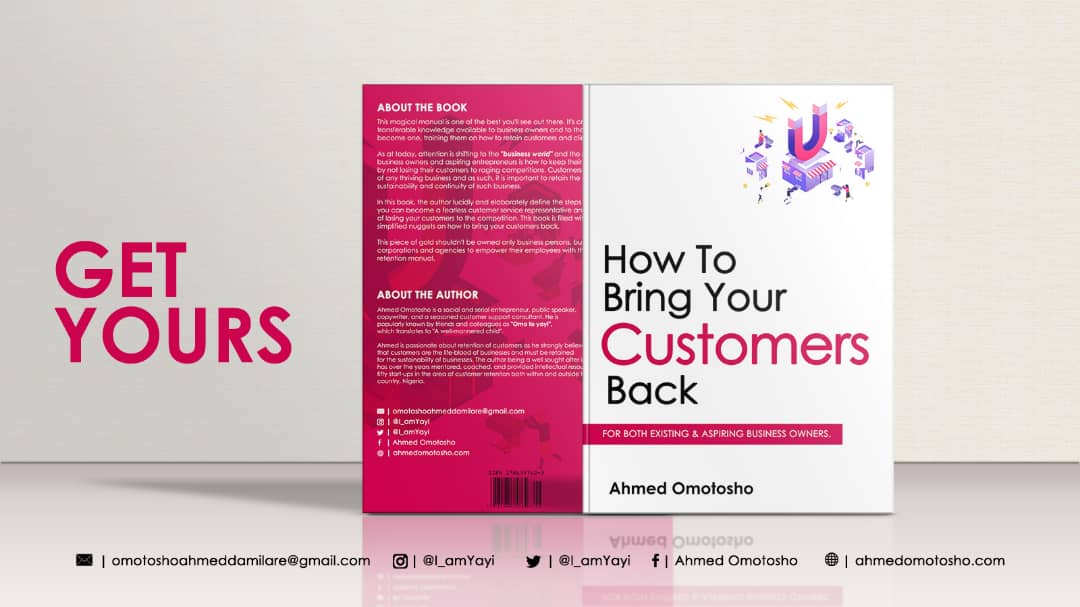 GET
YOURS
ABOUT THE BOOK
This magical manual is one of the best you'll see out there. It's
transferable knowledge available to business owners and to
become one, training them on how to retain customers and
As at today, attention is shifting to the "business world" and the
business owners and aspiring entrepreneurs is how to keep their
by not losing their customers to raging competitions. Customers
of any thriving business and as such, it is important to retain the
sustainability and continuity of such business.
In this book, the author lucidly and elaborately define the steps
you can become a fearless customer service representative
of losing your customers to the competition. This book is filled
simplified nuggets on how to bring your customers back.
This piece of gold shouldn't be owned only business persons,
corporations and agencies to empower their employees with
retention manual.
ABOUT THE AUTHOR
Ahmed Omotosho is a social and serial entrepreneur, public speaker,
copywriter, and a seasoned customer support consultant. He is
popularly known by friends and colleagues as "Omo to yayi",
which translates to "A well-mannered child".
Ahmed is passionate about retention of customers as he strongly
that customers are the life-blood of businesses and must be retained
for the sustainability of businesses. The author being a well sought after
has over the years mentored, coached, and provided intellectual
fifty start-ups in the area of customer retention both within and outside
country, Nigeria.
| omotoshoahmeddamilare@gmail.com
| @I_amYayi
| @I_amYayi
| Ahmed Omotosho
| ahmedomotosho.com
How To
Bring Your
Customers
Back
FOR BOTH EXISTING & ASPIRING BUSINESS OWNERS.
Ahmed Omotosho
| omotoshoahmeddamilare@gmail.com | @I_amYayi | @I_amYayi | Ahmed Omotosho | ahmedomotosho.com